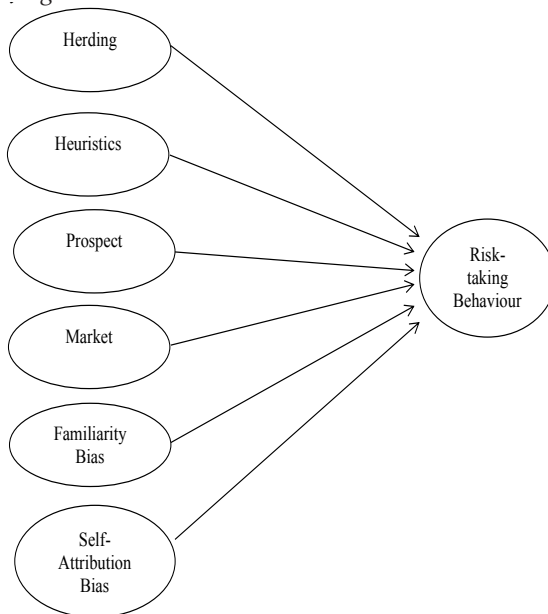 Herding
Heuristics
Prospect
Market
Familiarity
Bias
Self-
Attribution
Bias
Risk-
taking
Behaviour